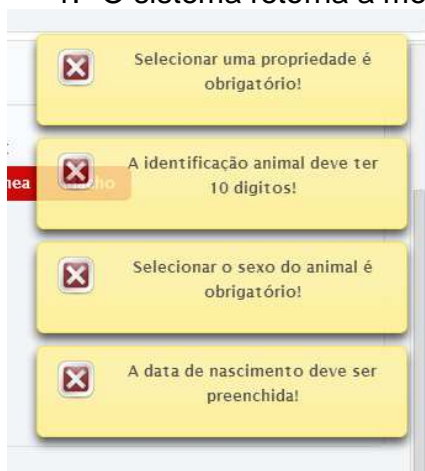 Selecionar uma propriedade é
obrigatório!
A identificação animal deve ter
10 digitos!
Selecionar o sexo do animal é
obrigatório!
A data de nascimento deve ser
preenchida!